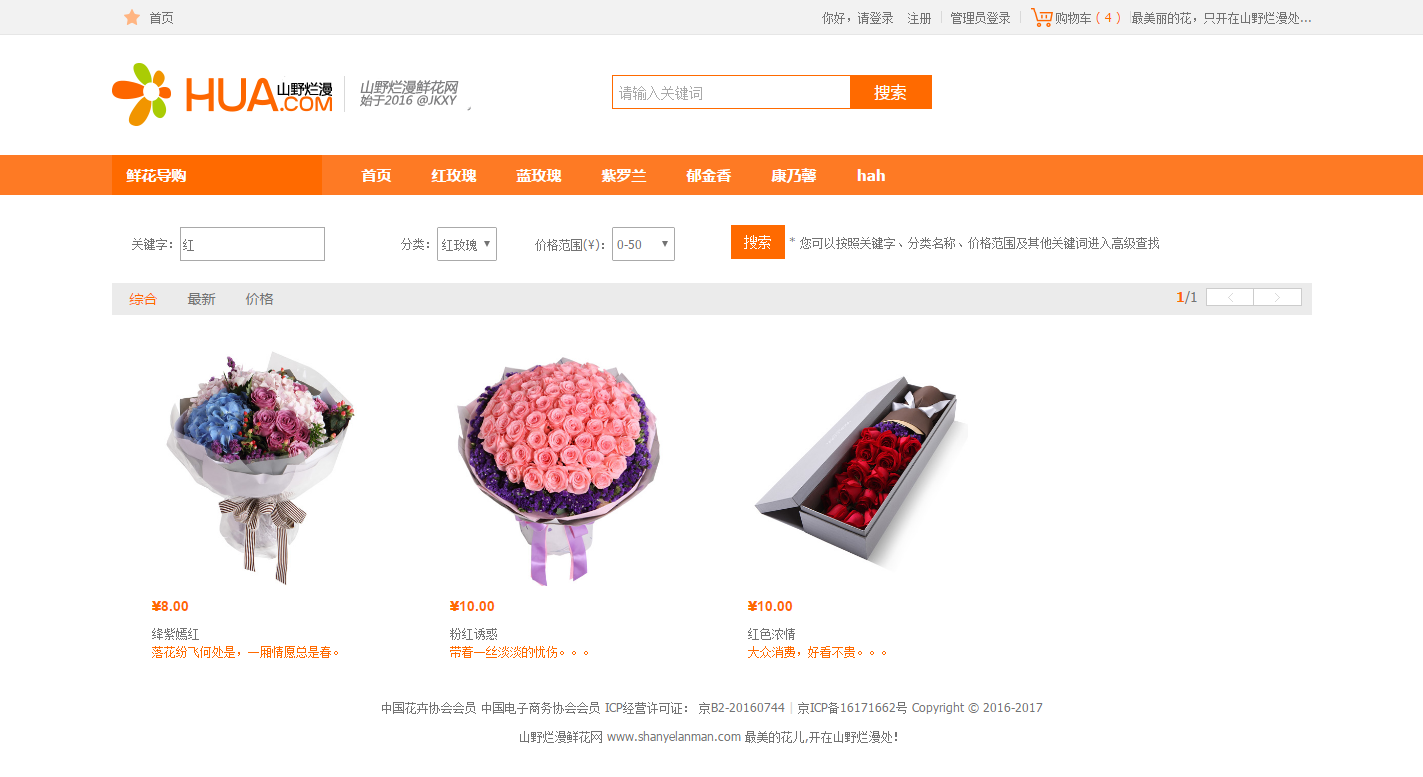 首页 你好，请登录 注册 管理员登录 购物车（ 4 ） 最美丽的花，只开在山野烂漫处...
HUA.COM 山野烂漫
山野烂漫鲜花网
始于2016 @JKXY
请输入关键词 搜索
鲜花导购 首页 红玫瑰 蓝玫瑰 紫罗兰 郁金香 康乃馨 hah
关键字： 红 分类： 红玫瑰 价格范围(¥)： 0-50 搜索 * 您可以按照关键字、分类名称、价格范围及其他关键词进入高级查找
综合 最新 价格 1/1
¥8.00 ¥10.00 ¥10.00
绛紫嫣红 粉红诱惑 红色浓情
落花纷飞何处是，一厢情愿总是春。 带着一丝淡淡的忧伤。。。 大众消费，好看不贵。。。
中国花卉协会会员 中国电子商务协会会员 ICP经营许可证： 京B2-20160744 | 京ICP备16171662号 Copyright © 2016-2017
山野烂漫鲜花网 www.shanyelanman.com 最美的花儿,开在山野烂漫处!